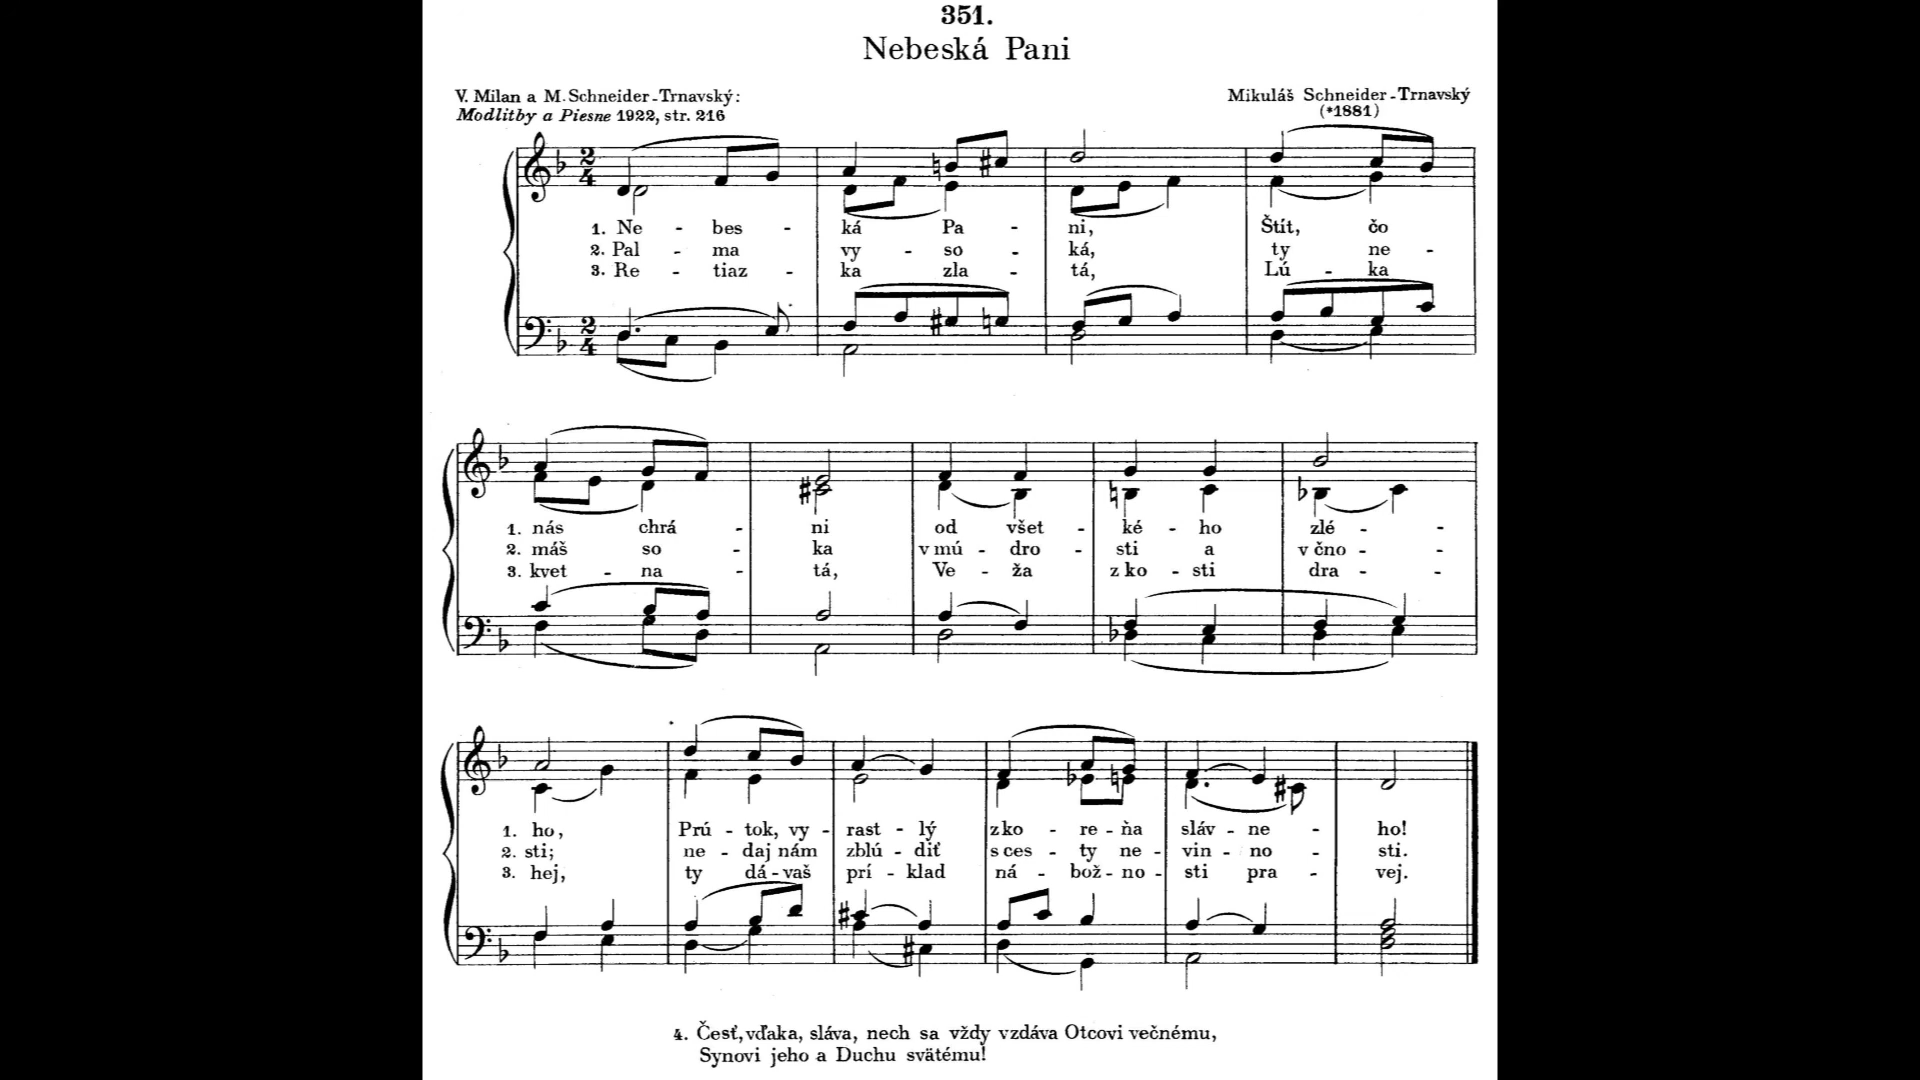 351.
Nebeská Pani
V. Milan a M. Schneider-Trnavský:
Modlitby a Piesne 1922, str. 216
Mikuláš Schneider-Trnavský
(*1881)
1. Ne - bes - ká Pa - ni, Štít, čo
2. Pal - ma vy - so - ká, ty ne -
3. Re - tiaz - ka zla - tá, Lú - ka
1. nás chrá - ni od všet - ké - ho zlé - -
2. máš so - ka v mú - dro - sti a v čno - -
3. kvet - na - tá, Ve - ža z ko - sti dra - -
1. ho, Prú - tok, vy - rast - lý z ko - re - ňa sláv - ne - ho!
2. sti; ne - daj nám zblú - diť s ces - ty ne - vin - no - sti.
3. hej, ty dá - vaš prí - klad ná - bož - no - sti pra - vej.
4. Česť, vďaka, sláva, nech sa vždy vzdáva Otcovi večnému,
Synovi jeho a Duchu svätému!